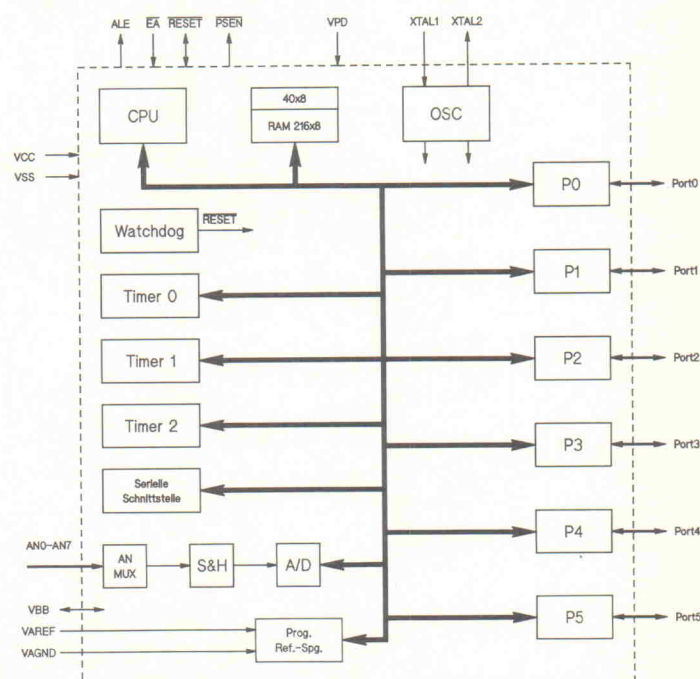 ALE EA RESET PSEN VPD XTAL1 XTAL2
CPU
40x8
RAM 216x8
OSC
VCC
VSS
P0
Port0
Watchdog
RESET
P1
Port1
Timer 0
Timer 1
P2
Port2
Timer 2
P3
Port3
Serielle
Schnittstelle
AN0-AN7
AN
MUX
S&H
A/D
P4
Port4
VBB
VAREF
VAGND
Prog.
Ref.-Spg.
P5
Port5